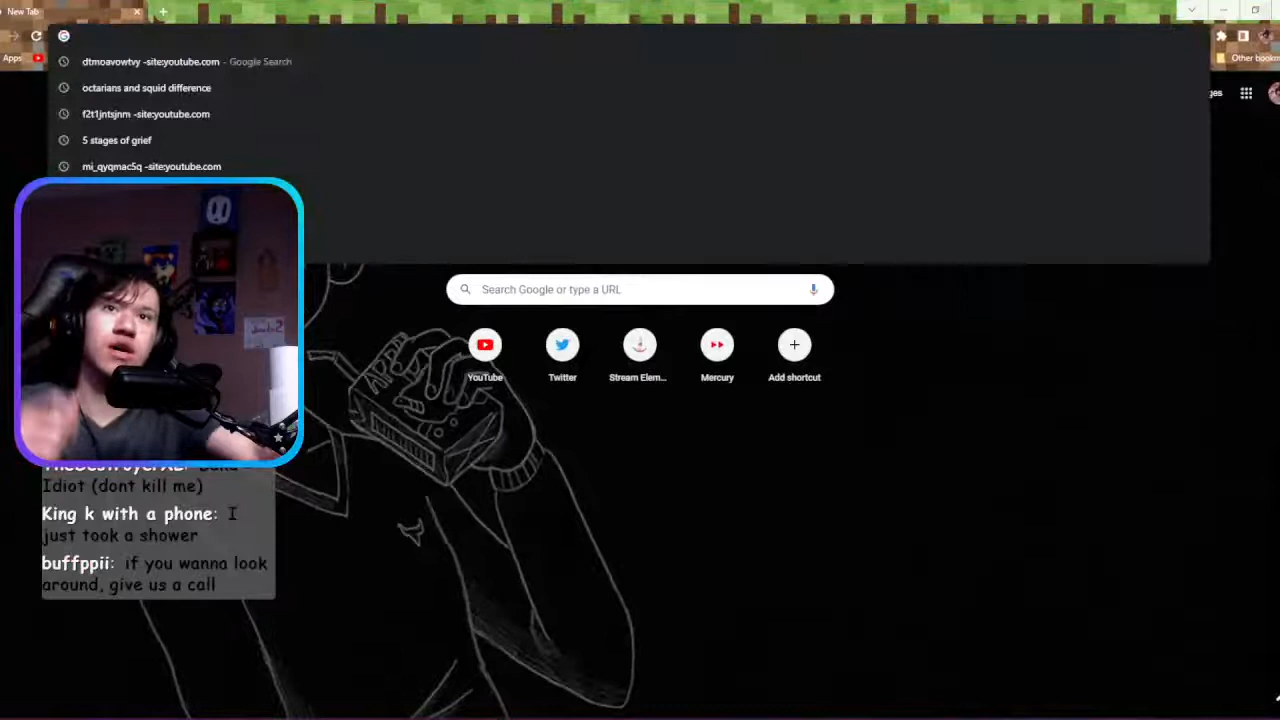 New Tab
Apps
Other bookm
dtmoavowtvy -site:youtube.com - Google Search
octarians and squid difference
f2t1jntsjnm -site:youtube.com
5 stages of grief
mi_qyqmac5q -site:youtube.com
ges
Search Google or type a URL
YouTube
Twitter
Stream Elem...
Mercury
Add shortcut
Idiot (dont kill me)
King k with a phone: I
just took a shower
buffppii: if you wanna look
around, give us a call